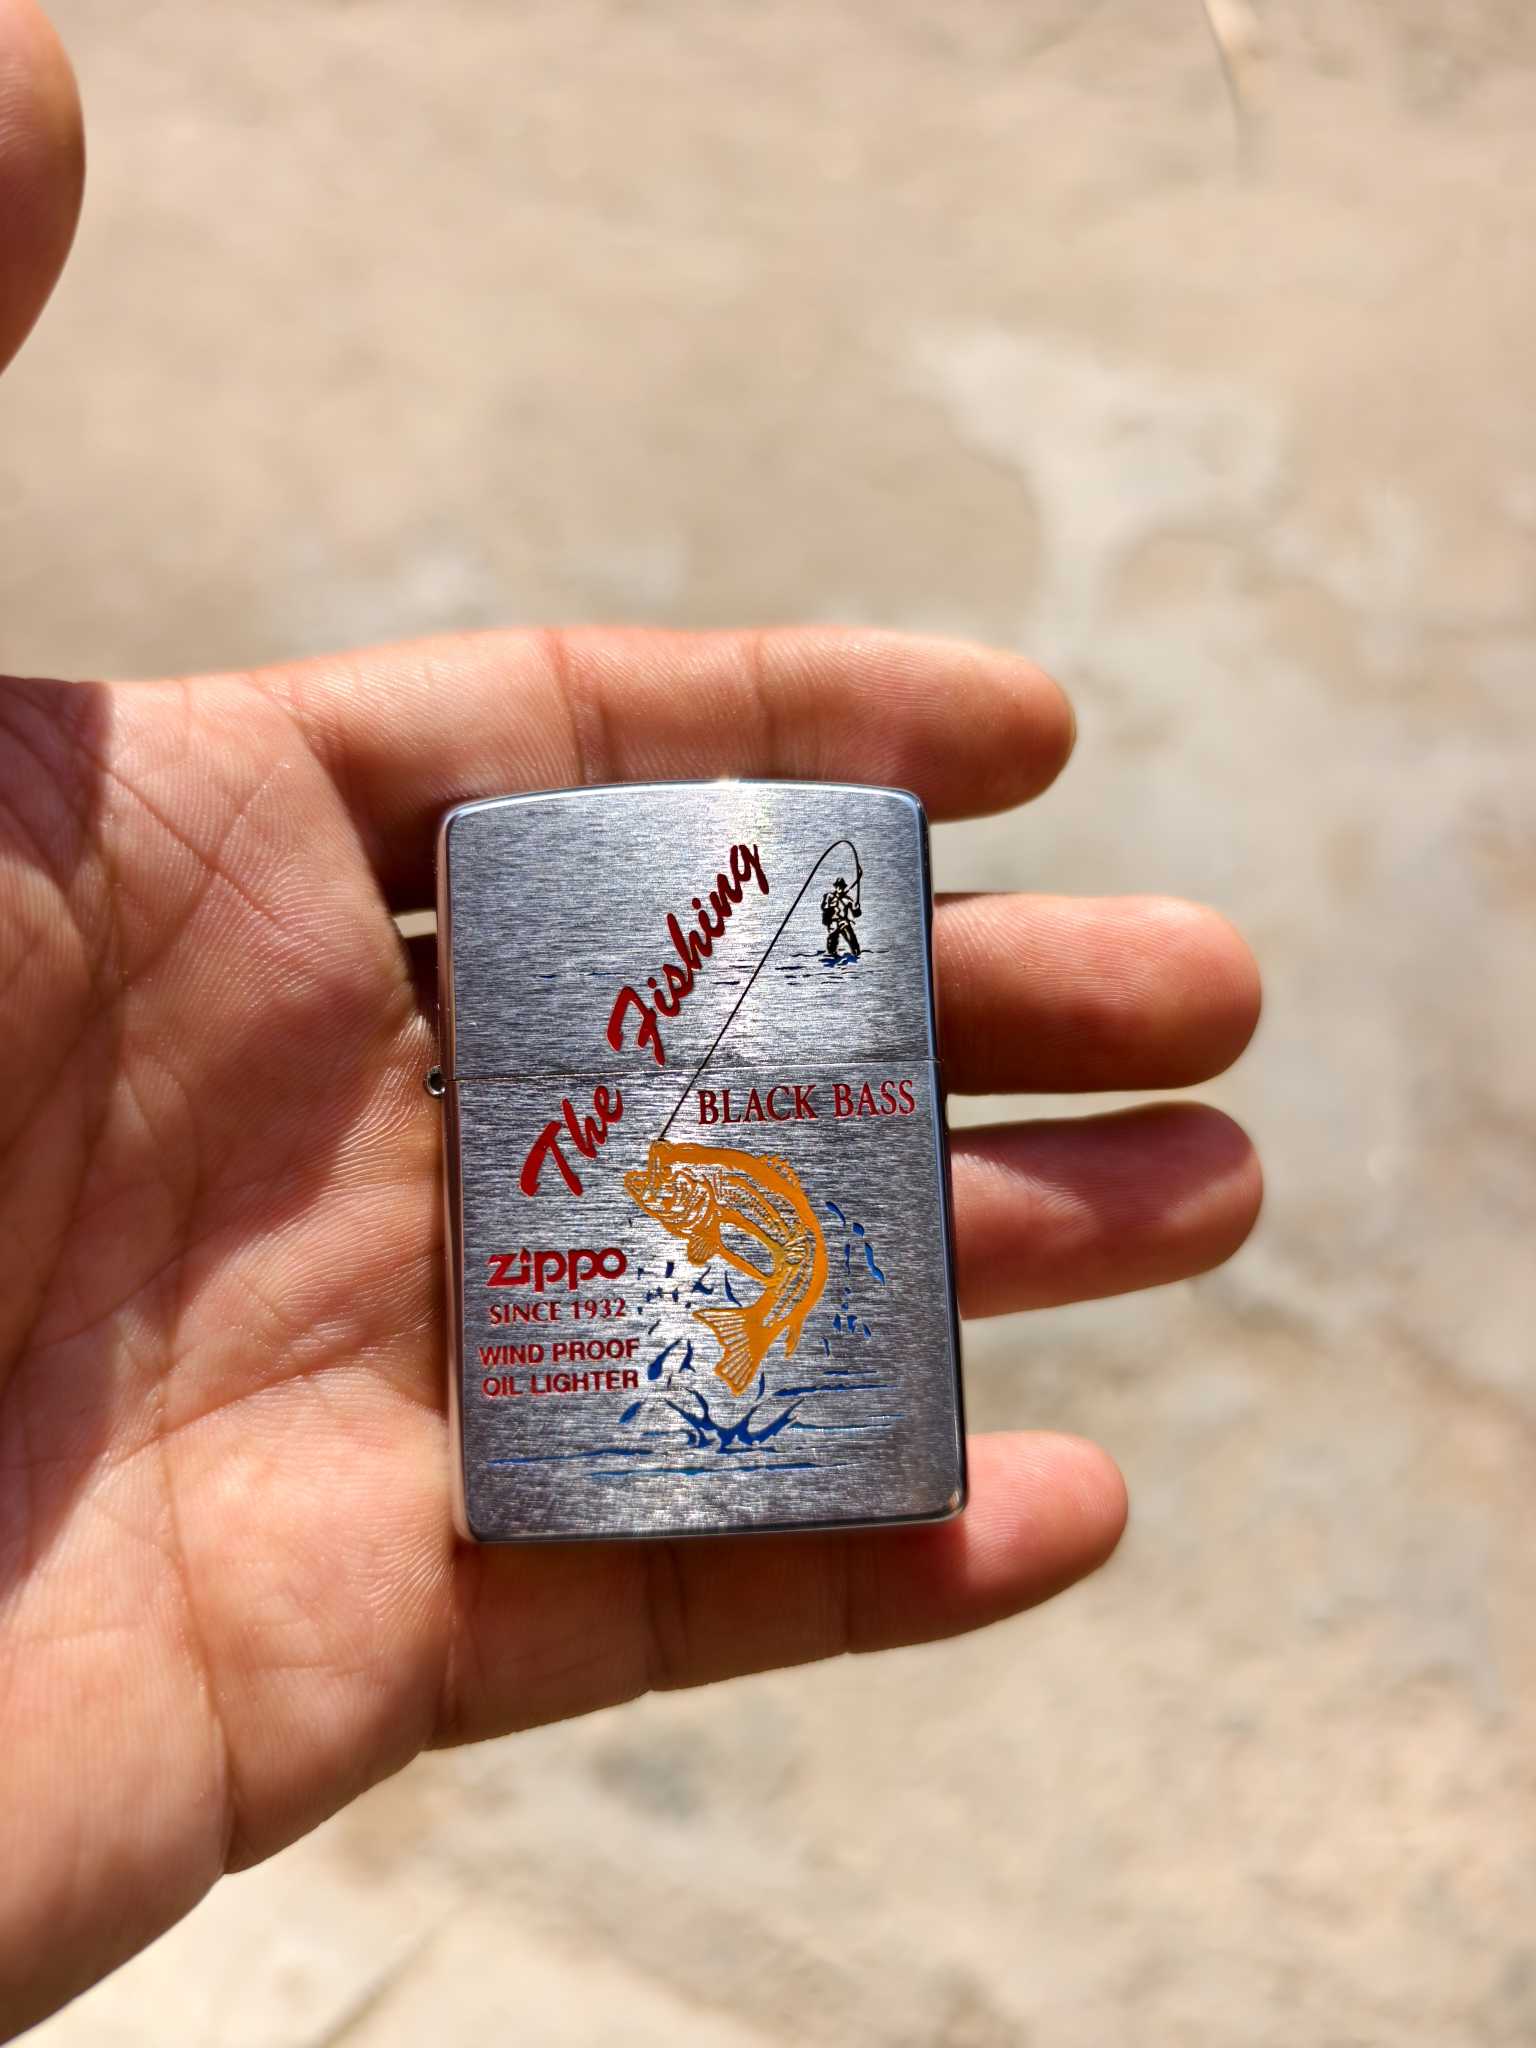 The Fishing
BLACK BASS
zippo
SINCE 1932
WIND PROOF
OIL LIGHTER